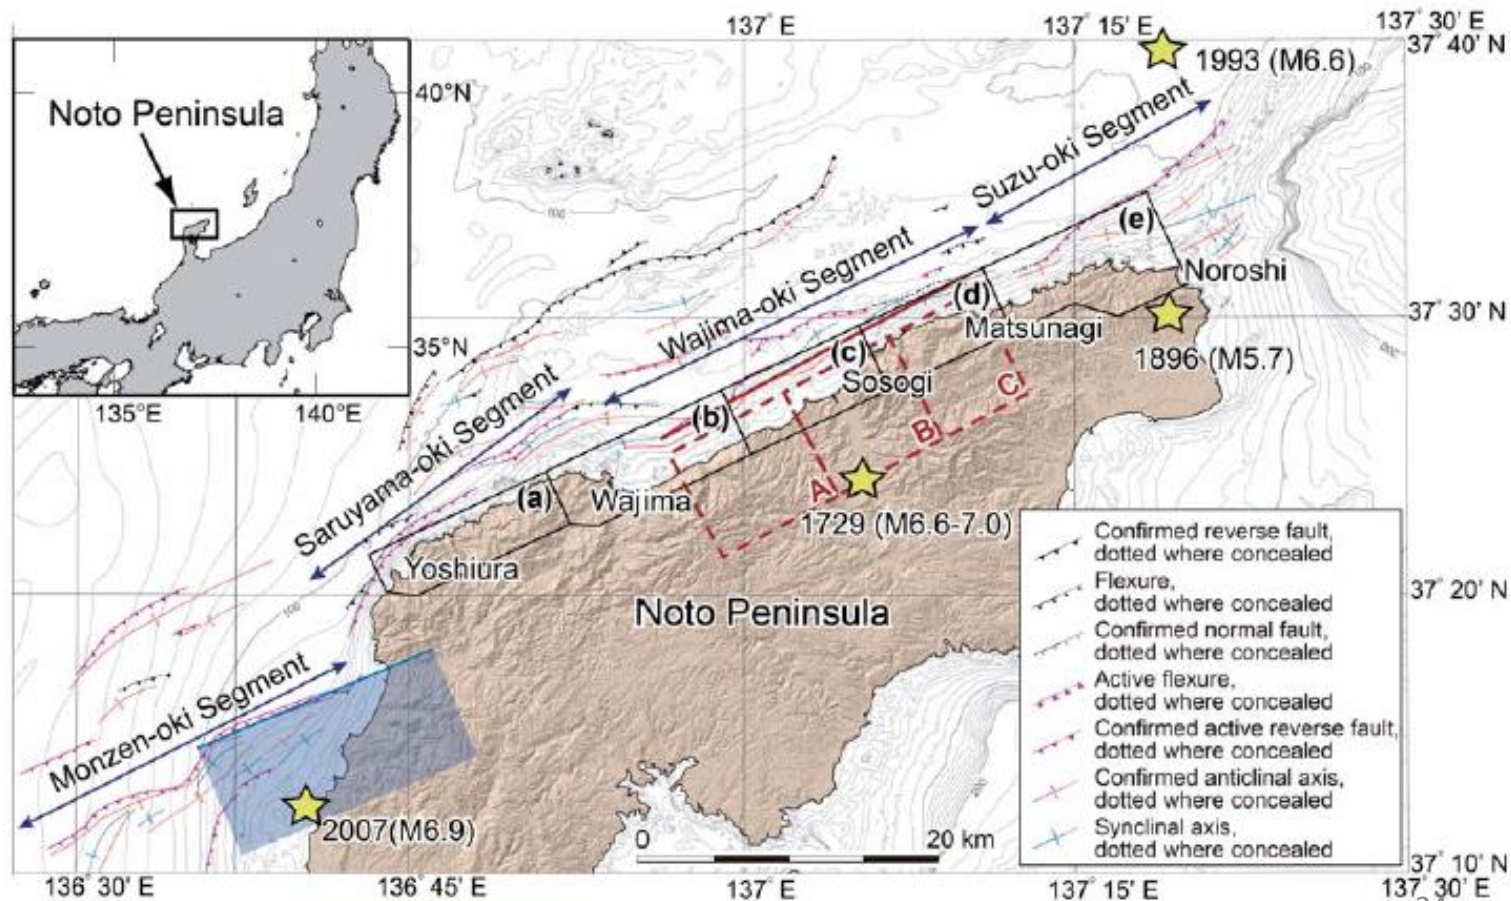 137° E
137° 15' E
137° 30' E
37° 40' N
1993 (M6.6)
100
Noto Peninsula
40°N
35°N
135°E
140°E
Suzu-oki Segment
Wajima-oki Segment
Saruyama-oki Segment
Monzen-oki Segment
100
(e)
Noroshi
37° 30' N
(d)
Matsunagi
1896 (M5.7)
(c)
Sosogi
C
(b)
B
(a)
Wajima
A
1729 (M6.6-7.0)
Yoshiura
37° 20' N
100
Noto Peninsula
2007(M6.9)
0
20 km
Confirmed reverse fault,
dotted where concealed
Flexure,
dotted where concealed
Confirmed normal fault,
dotted where concealed
Active flexure,
dotted where concealed
Confirmed active reverse fault,
dotted where concealed
Confirmed anticlinal axis,
dotted where concealed
Synclinal axis,
dotted where concealed
37° 10' N
136° 30' E
136° 45' E
137° E
137° 15' E
137° 30' E